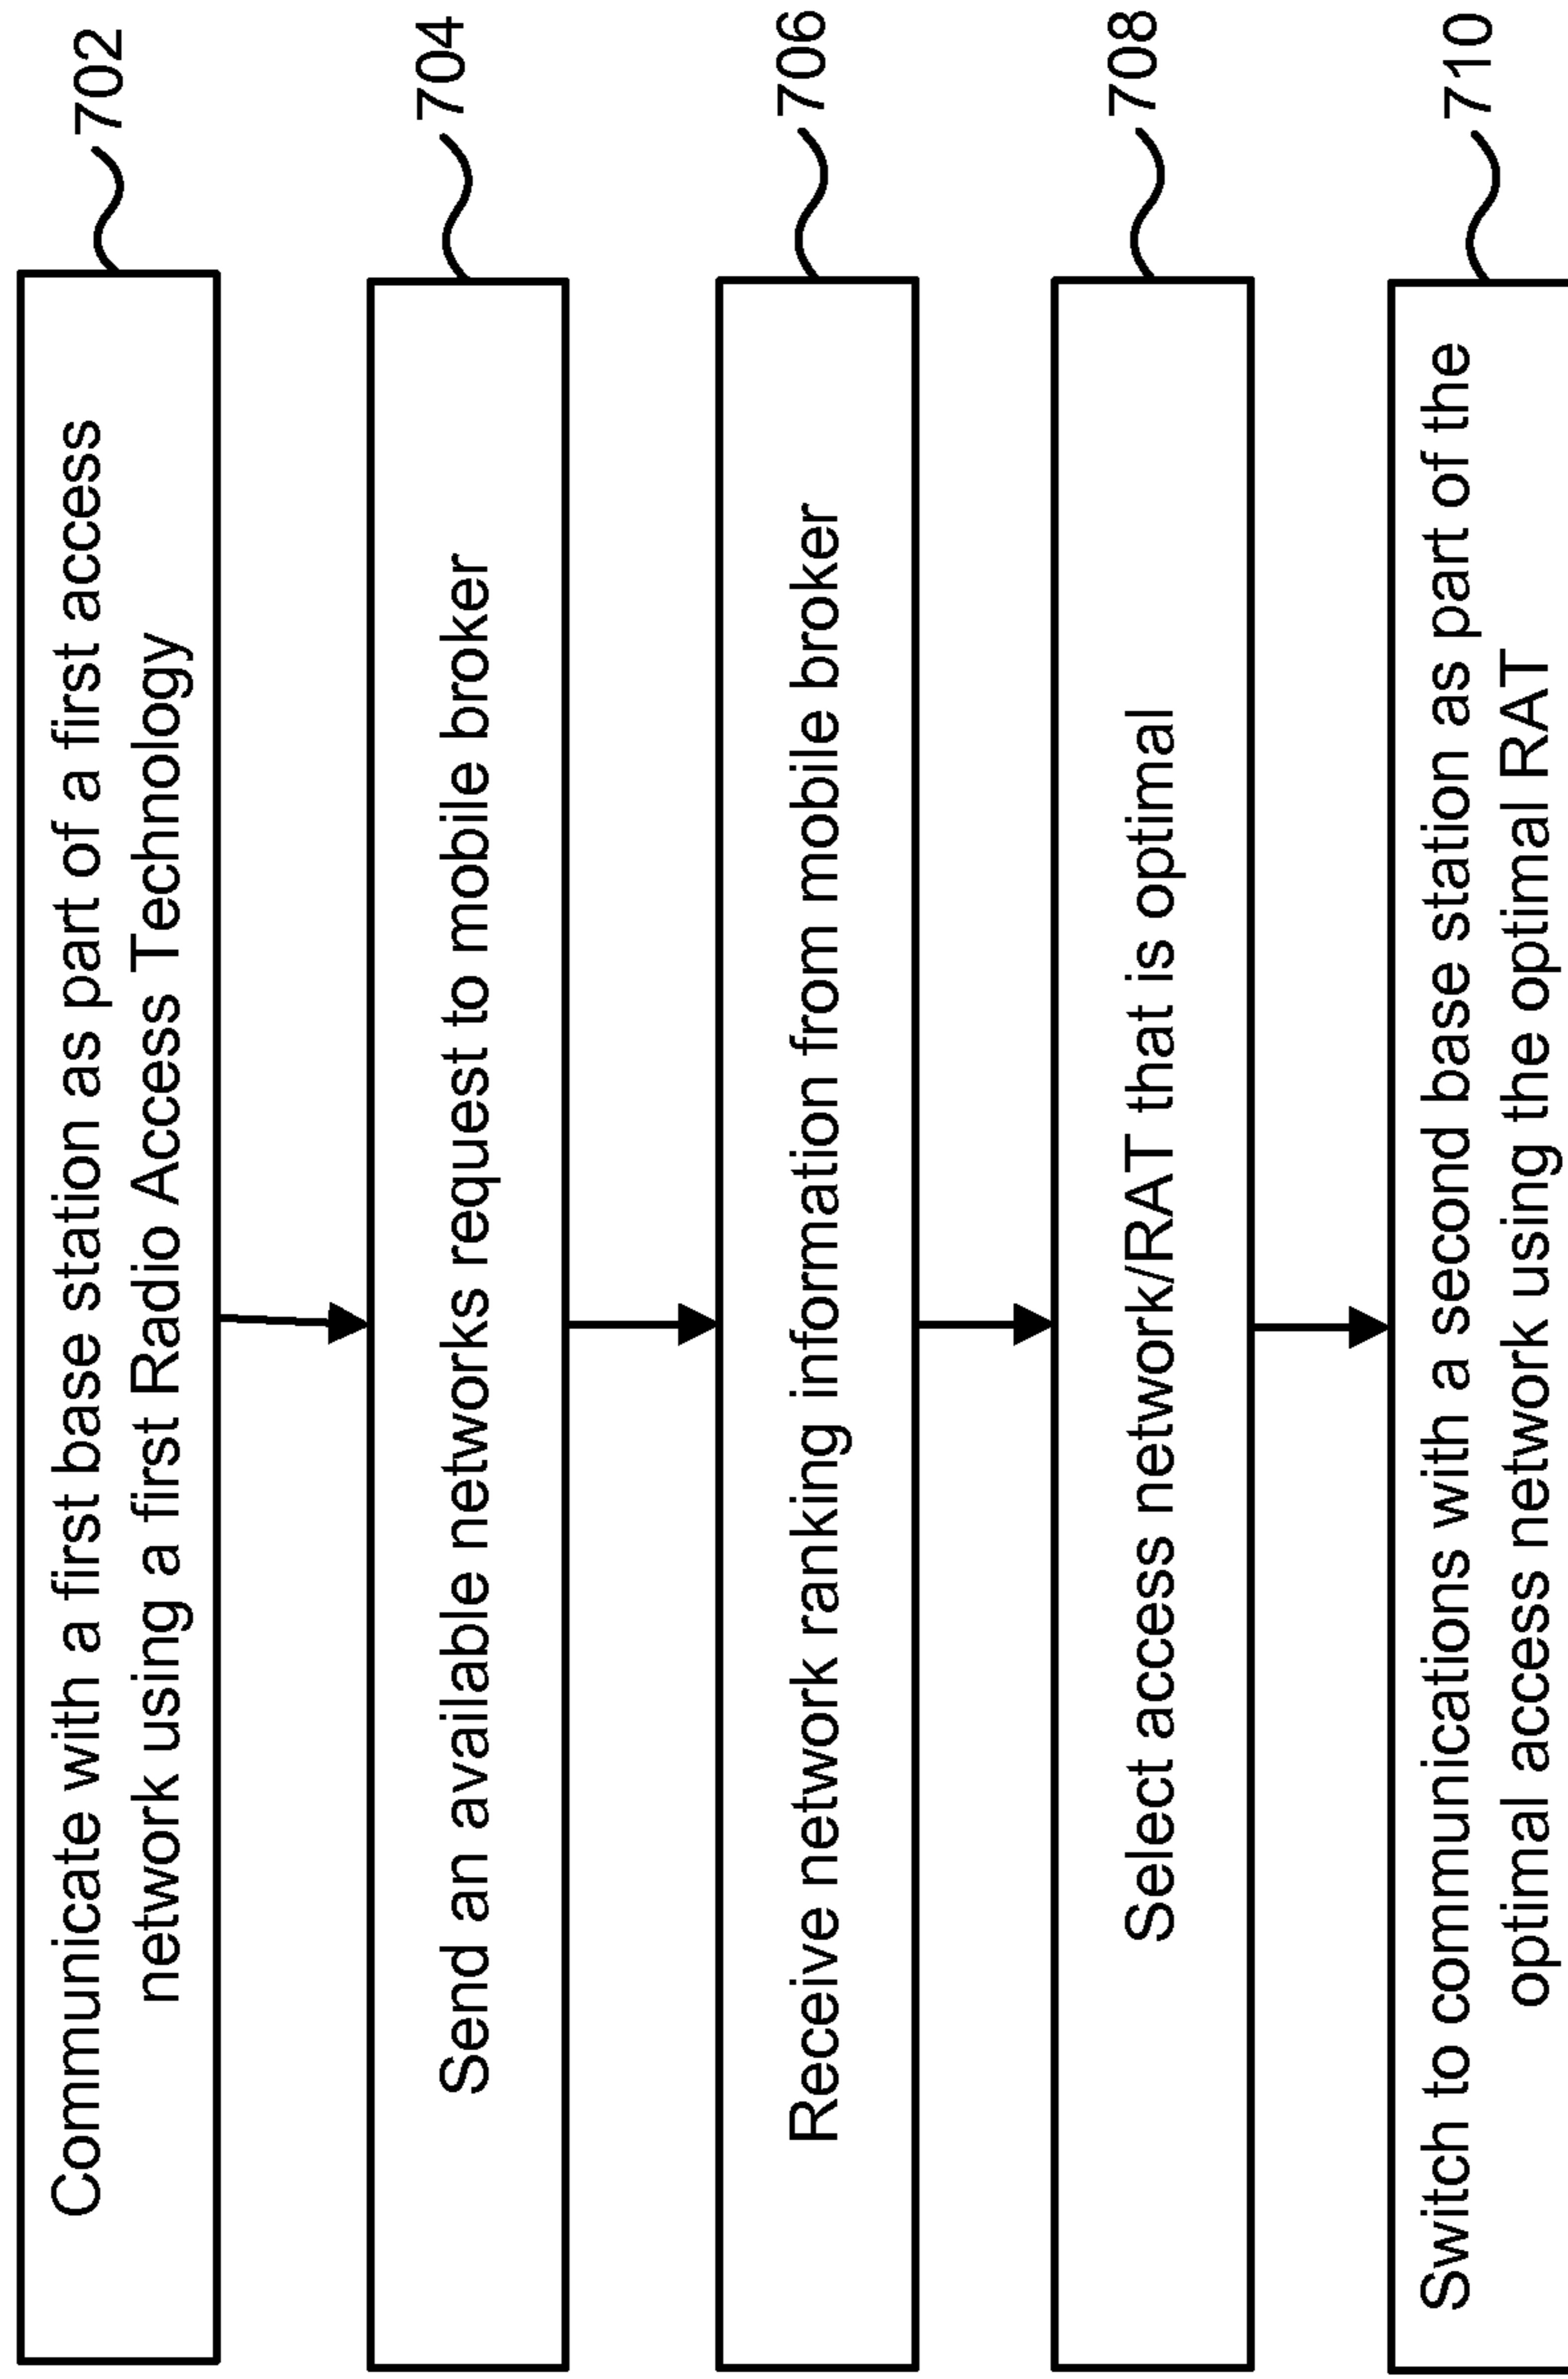 702
Communicate with a first base station as part of a first access
network using a first Radio Access Technology
704
Send an available networks request to mobile broker
706
Receive network ranking information from mobile broker
708
Select access network/RAT that is optimal
710
Switch to communications with a second base station as part of the
optimal access network using the optimal RAT